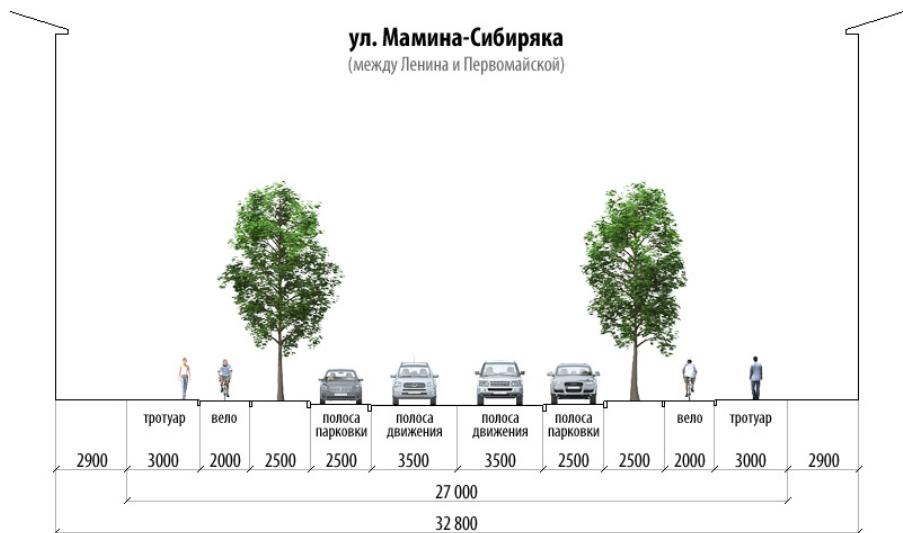 ул. Мамина-Сибиряка
(между Ленина и Первомайской)
тротуар вело полоса парковки полоса движения полоса движения полоса парковки вело тротуар
2900 3000 2000 2500 2500 3500 3500 2500 2500 2000 3000 2900
27 000
32 800